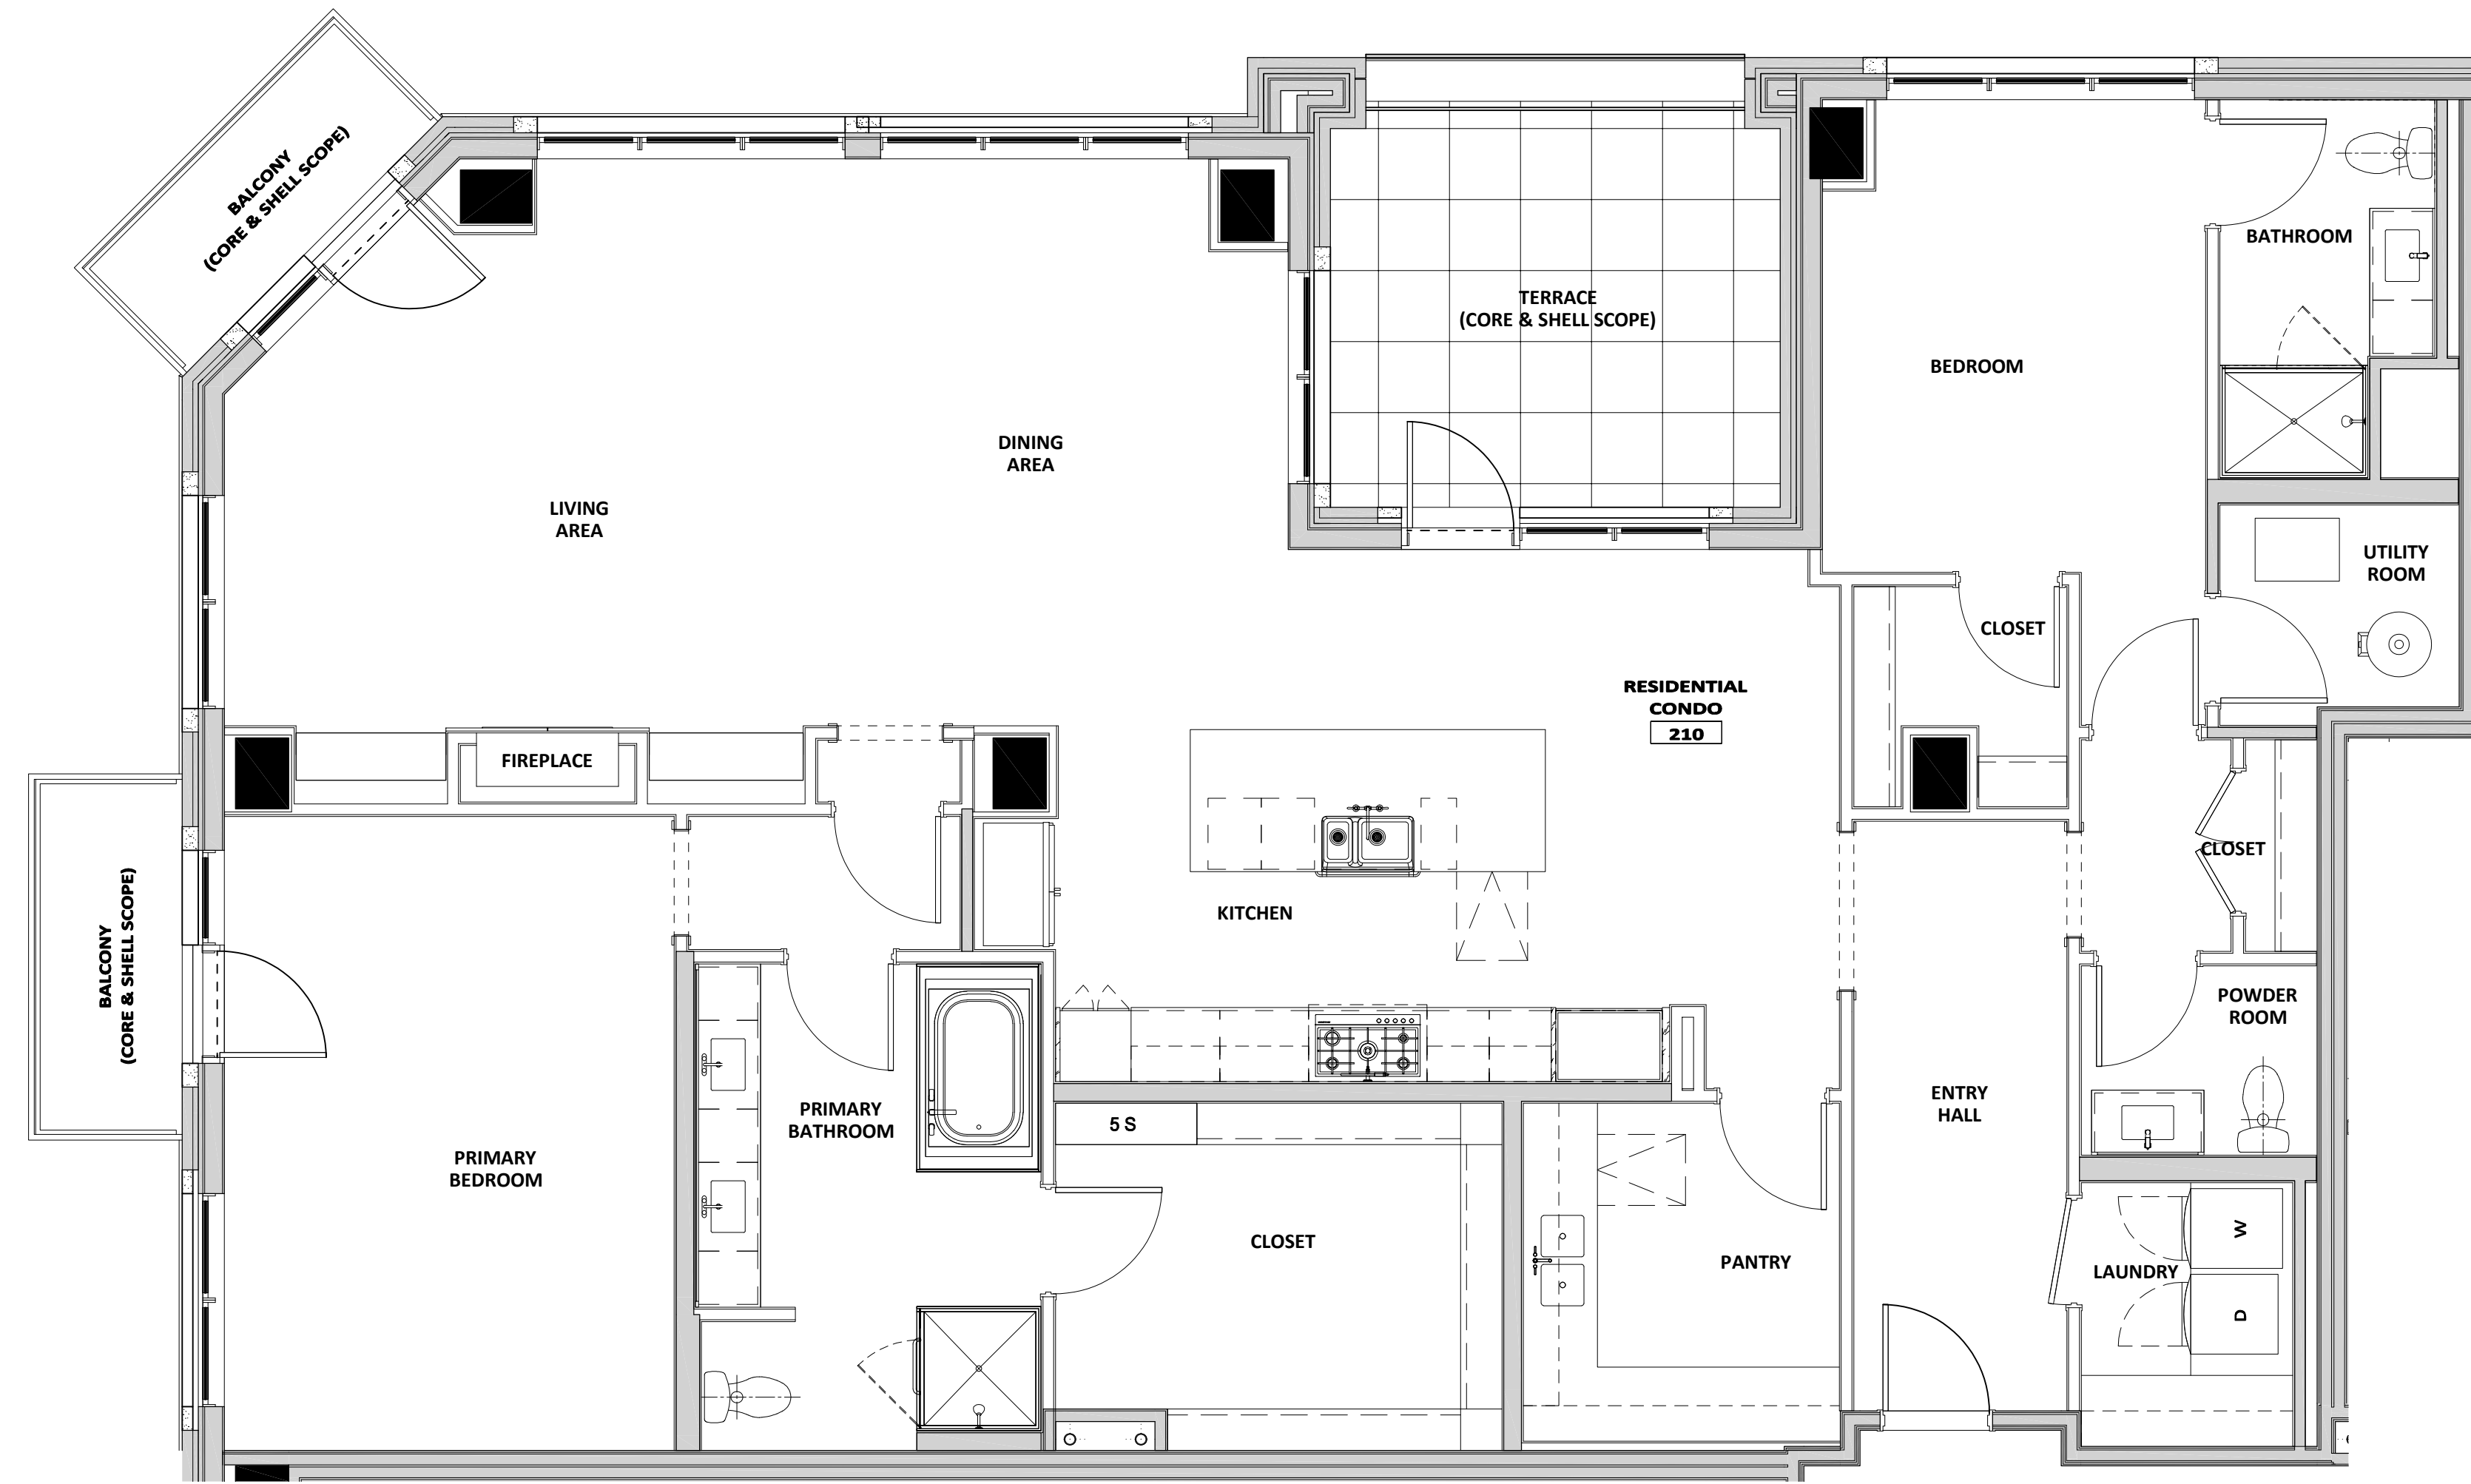 BALCONY
(CORE & SHELL SCOPE)
BATHROOM
TERRACE
(CORE & SHELL SCOPE)
BEDROOM
DINING
AREA
LIVING
AREA
UTILITY
ROOM
CLOSET
RESIDENTIAL
CONDO
210
FIREPLACE
CLOSET
KITCHEN
BALCONY
(CORE & SHELL SCOPE)
POWDER
ROOM
PRIMARY
BATHROOM
5 S
ENTRY
HALL
PRIMARY
BEDROOM
CLOSET
PANTRY
LAUNDRY
W
D